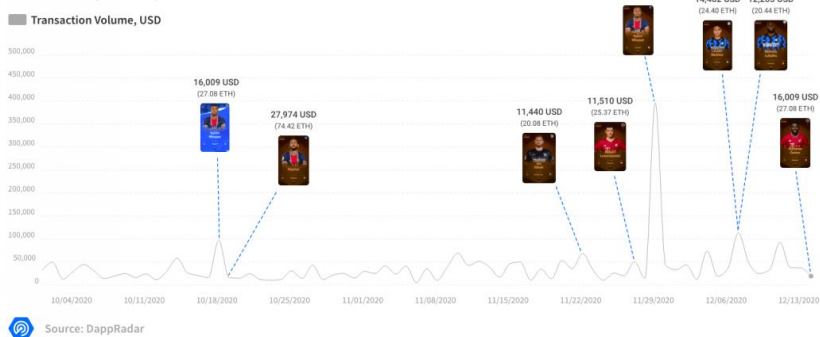 (24.40 ETH) (20.44 ETH)
Transaction Volume, USD
500,000
450,000
400,000
350,000
300,000
250,000
200,000
150,000
100,000
50,000
0
16,009 USD
(27.08 ETH)
27,974 USD
(74.42 ETH)
11,440 USD
(20.08 ETH)
11,510 USD
(25.37 ETH)
16,009 USD
(27.08 ETH)
10/04/2020 10/11/2020 10/18/2020 10/25/2020 11/01/2020 11/08/2020 11/15/2020 11/22/2020 11/29/2020 12/06/2020 12/13/2020
Source: DappRadar